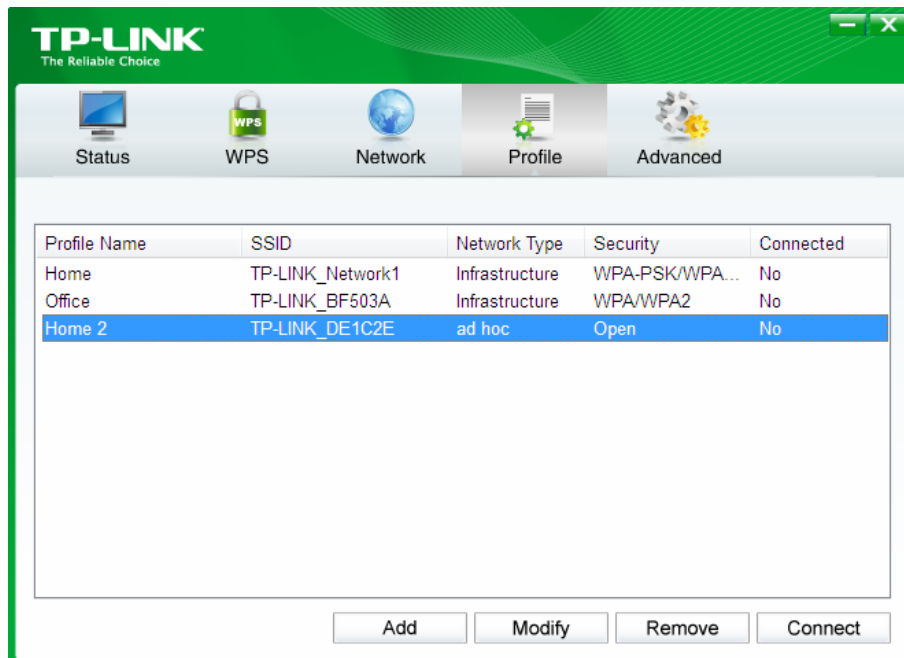 TP-LINK
The Reliable Choice
WPS
Status WPS Network Profile Advanced
Profile Name SSID Network Type Security Connected
Home TP-LINK_Network1 Infrastructure WPA-PSK/WPA... No
Office TP-LINK_BF503A Infrastructure WPA/WPA2 No
Home 2 TP-LINK_DE1C2E ad hoc Open No
Add Modify Remove Connect